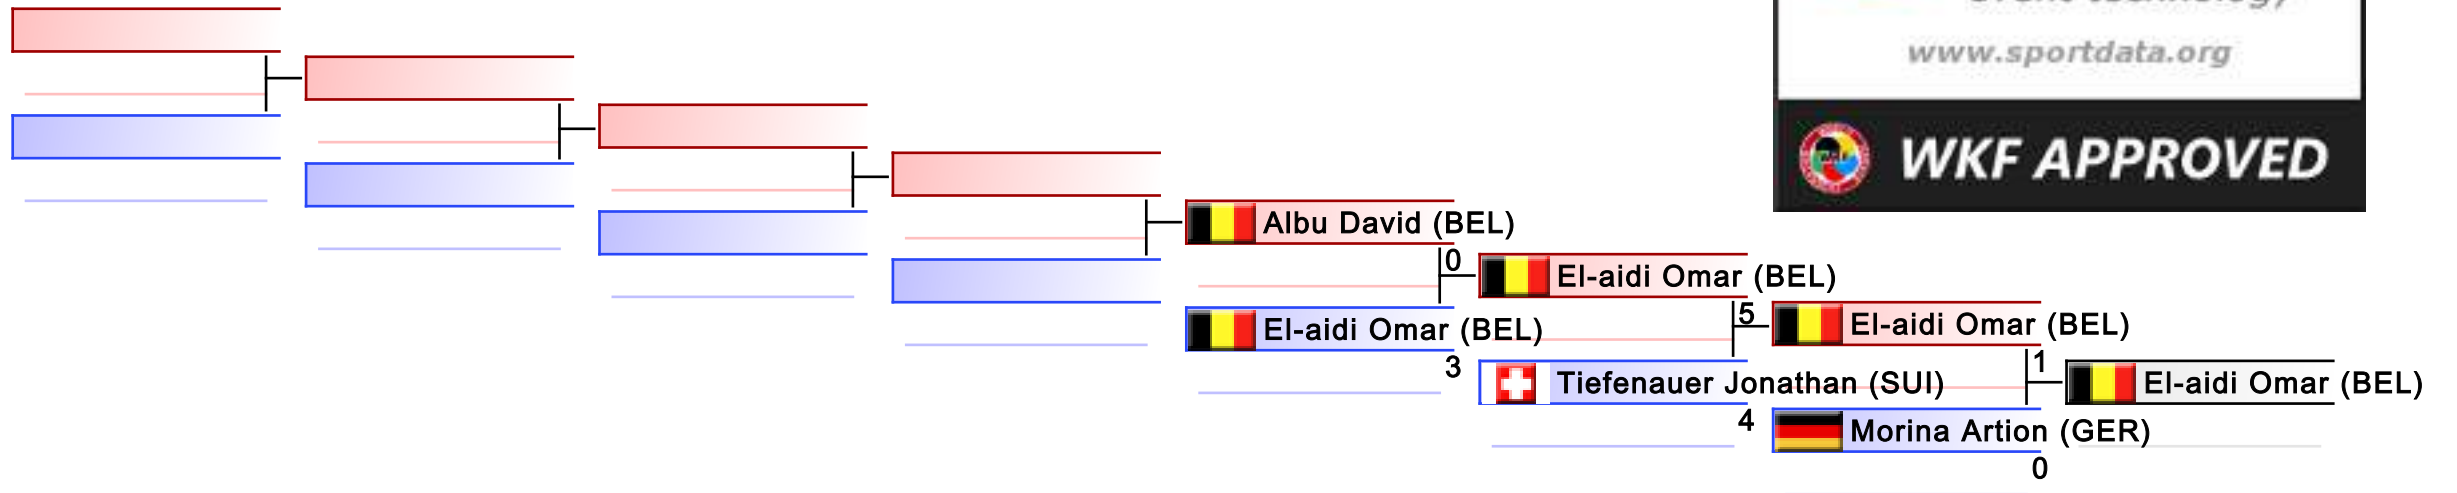 www.sportdata.org
WKF APPROVED
Albu David (BEL)
0
El-aidi Omar (BEL)
El-aidi Omar (BEL)
3
5
El-aidi Omar (BEL)
Tiefenauer Jonathan (SUI)
4
1
El-aidi Omar (BEL)
Morina Artion (GER)
0